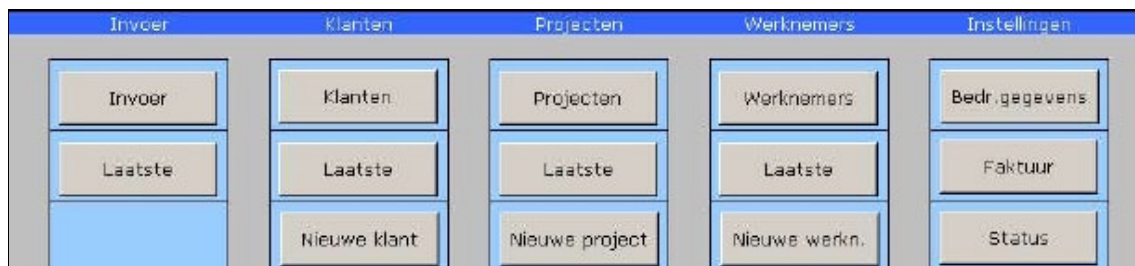 Invoer Klanten Projecten Werknemers Instellingen
Invoer Klanten Projecten Werknemers Bedr.gegevens
Laatste Laatste Laatste Laatste Faktuur
Nieuwe klant Nieuwe project Nieuwe werkn. Status